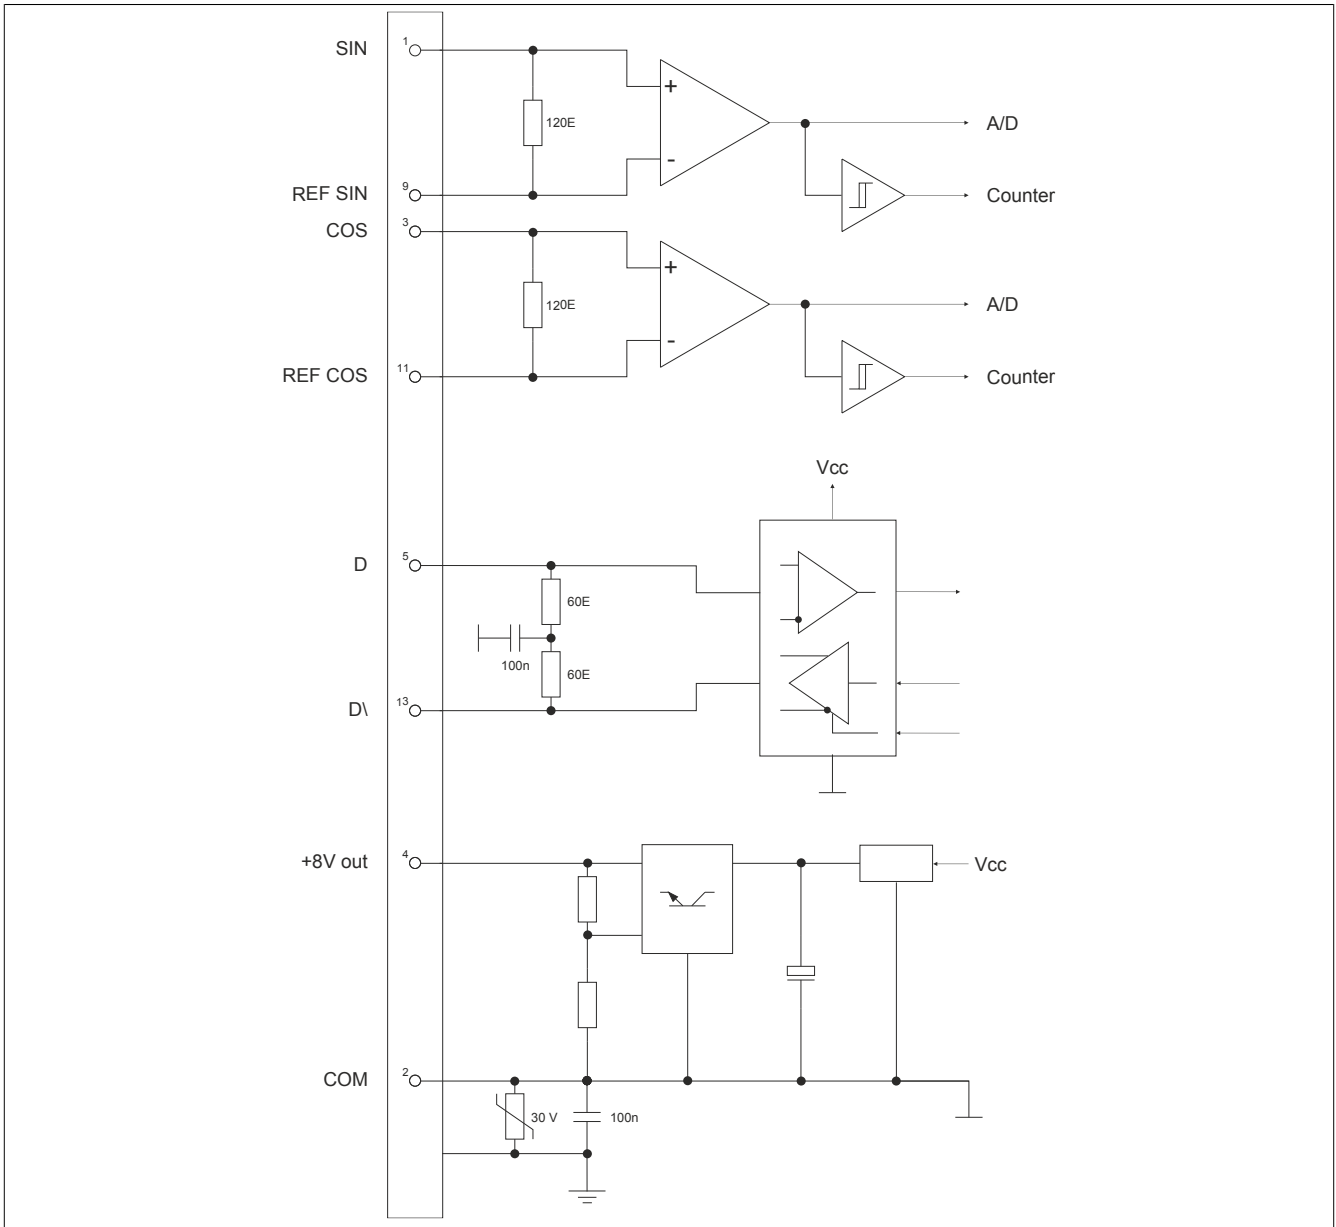 SIN 1
+
120E
A/D
-
REF SIN 9
Counter
COS 3
+
120E
A/D
-
REF COS 11
Counter
Vcc
D 5
60E
100n
60E
D\ 13
+8V out 4
Vcc
COM 2
30 V
100n